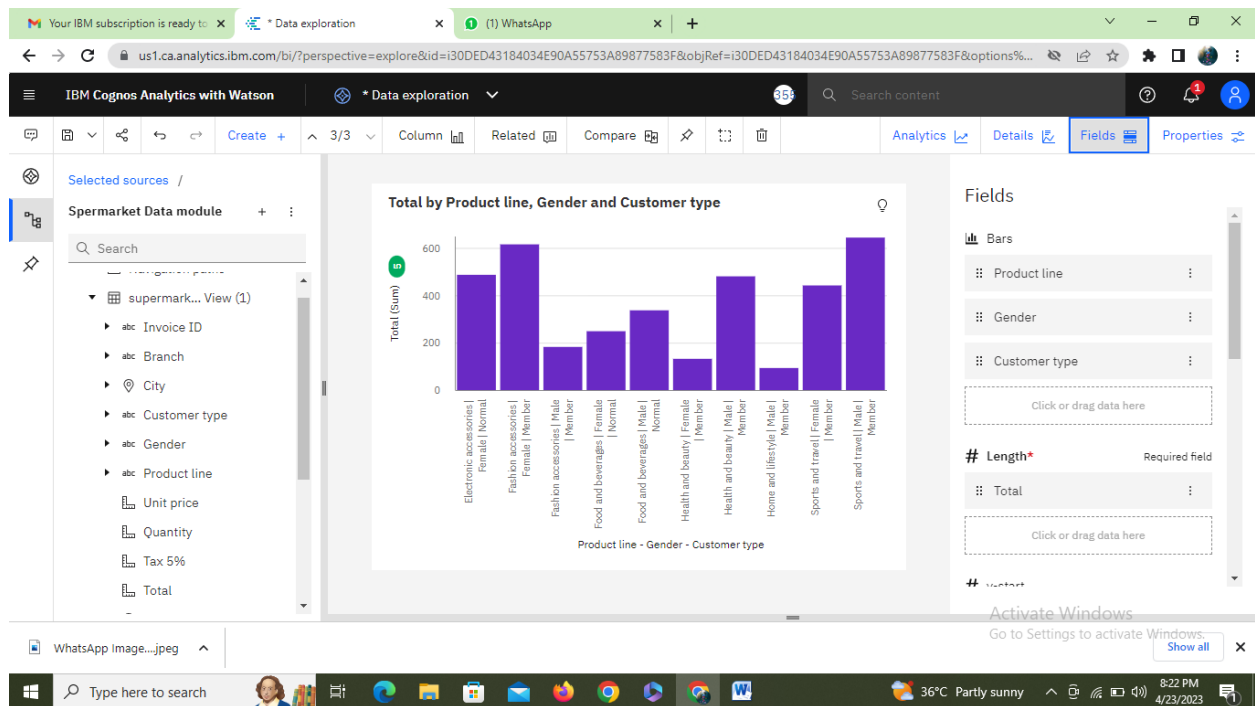 Your IBM subscription is ready to
* Data exploration
(1) WhatsApp
us1.ca.analytics.ibm.com/bi/?perspective=explore&id=i30DED43184034E90A55753A89877583F&objRef=i30DED43184034E90A55753A89877583F&options%...
IBM Cognos Analytics with Watson
* Data exploration
Search content
1
Create +
3/3
Column
Related
Compare
Analytics
Details
Fields
Properties
Selected sources /
Spermarket Data module
Search
supermark... View (1)
abc Invoice ID
abc Branch
City
abc Customer type
abc Gender
abc Product line
Unit price
Quantity
Tax 5%
Total
Total by Product line, Gender and Customer type
5
Total (Sum)
600
400
200
0
Electronic accessories |
Female | Normal
Fashion accessories |
Female | Member
Fashion accessories | Male
| Member
Food and beverages | Female
| Normal
Food and beverages | Male |
Normal
Health and beauty | Female
| Member
Health and beauty | Male |
Member
Home and lifestyle | Male |
Member
Sports and travel | Female
| Member
Sports and travel | Male |
Member
Product line - Gender - Customer type
Fields
Bars
Product line
Gender
Customer type
Click or drag data here
# Length*
Required field
Total
Click or drag data here
Activate Windows
Go to Settings to activate Windows.
WhatsApp Image....jpeg
Show all
Type here to search
36°C Partly sunny
8:22 PM
4/23/2023
1